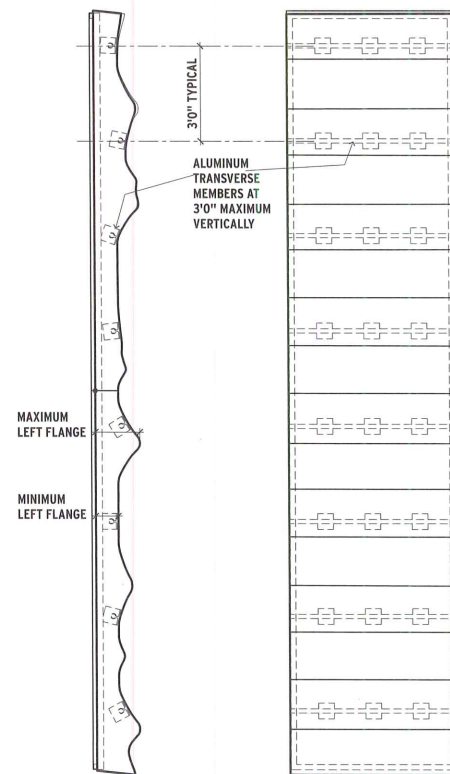 3'0" TYPICAL
ALUMINUM
TRANSVERSE
MEMBERS AT
3'0" MAXIMUM
VERTICALLY
MAXIMUM
LEFT FLANGE
MINIMUM
LEFT FLANGE